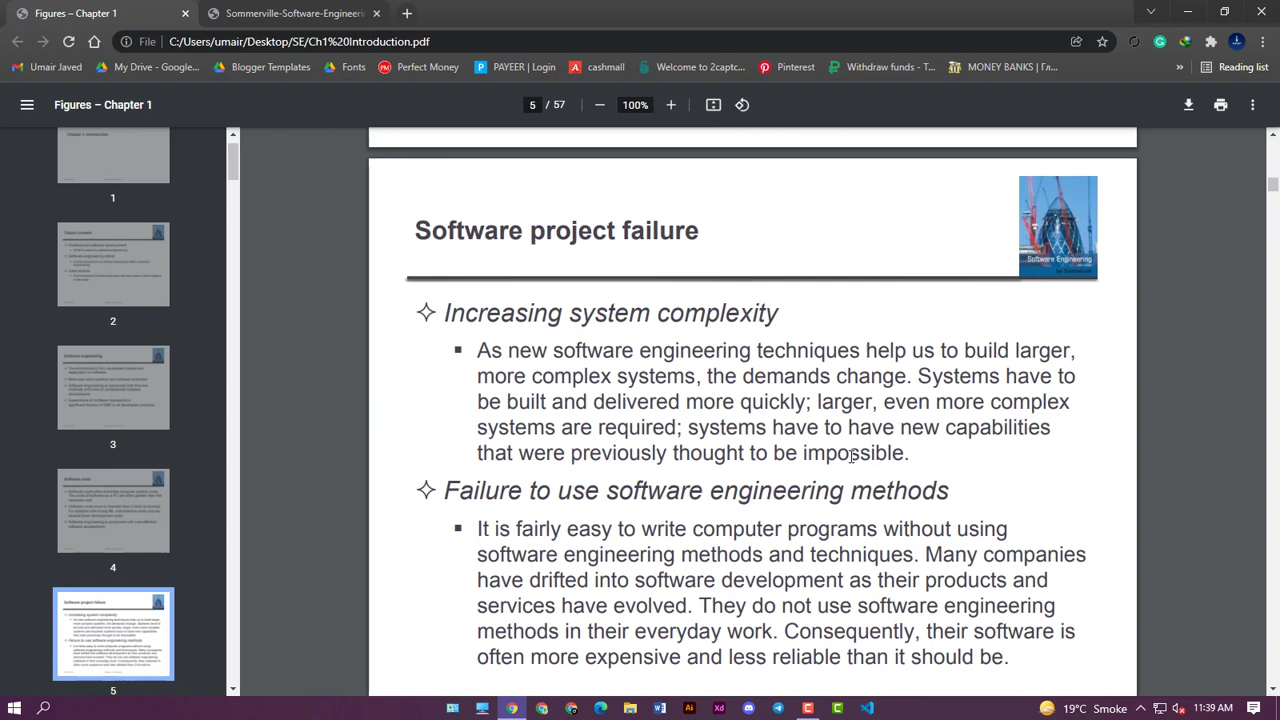 Figures – Chapter 1
Sommerville-Software-Engineeri
File
C:/Users/umair/Desktop/SE/Ch1%20Introduction.pdf
Umair Javed
My Drive - Google...
Blogger Templates
Fonts
Perfect Money
PAYEER | Login
cashmall
Welcome to 2captc...
Pinterest
Withdraw funds - T...
MONEY BANKS | Гл...
»
Reading list
Figures – Chapter 1
5 / 57
100%
1
2
3
4
5
Software project failure
Software Engineering
Increasing system complexity
As new software engineering techniques help us to build larger,
more complex systems, the demands change. Systems have to
be built and delivered more quickly; larger, even more complex
systems are required; systems have to have new capabilities
that were previously thought to be impossible.
Failure to use software engineering methods
It is fairly easy to write computer programs without using
software engineering methods and techniques. Many companies
have drifted into software development as their products and
services have evolved. They do not use software engineering
methods in their everyday work. Consequently, their software is
often more expensive and less reliable than it should be.
19°C Smoke
11:39 AM